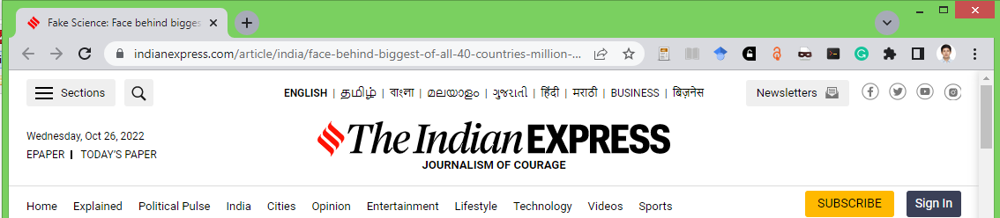 Fake Science: Face behind bigges
indianexpress.com/article/india/face-behind-biggest-of-all-40-countries-million-...
Sections
ENGLISH | தமிழ் | বাংলা | മലയാളം | ગુજરાતી | हिंदी | मराठी | BUSINESS | बिज़नेस
Newsletters
Wednesday, Oct 26, 2022
EPAPER | TODAY'S PAPER
The Indian EXPRESS
JOURNALISM OF COURAGE
Home Explained Political Pulse India Cities Opinion Entertainment Lifestyle Technology Videos Sports
SUBSCRIBE Sign In